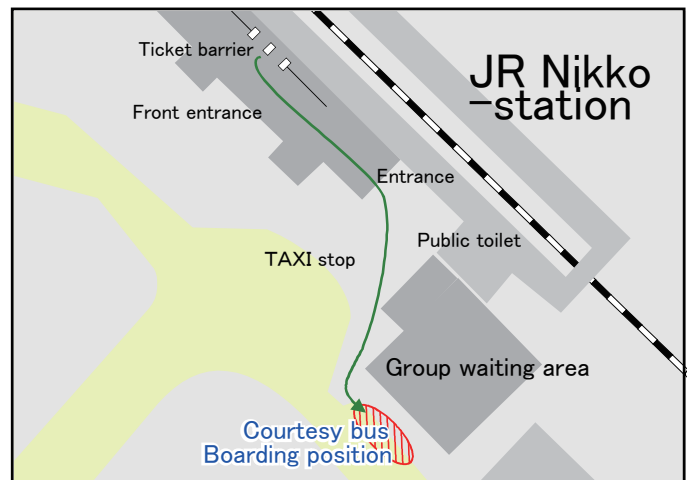 JR Nikko
-station
Ticket barrier
Front entrance
Entrance
Public toilet
TAXI stop
Group waiting area
Courtesy bus
Boarding position